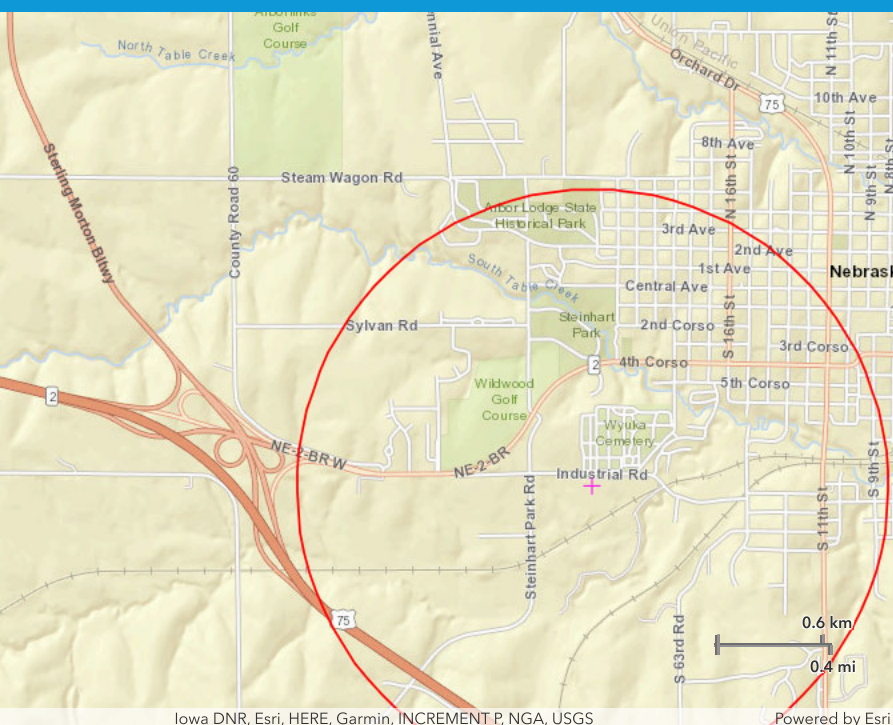 Arbor Links
Golf
Course
North Table Creek
Union Pacific
Orchard Dr
N 11th St
75
10th Ave
N 10th St
8th Ave
N 16th St
N 9th St
Steam Wagon Rd
Sterling Morton Bltwy
County Road 60
Arbor Lodge State
Historical Park
3rd Ave
2nd Ave
1st Ave
Nebrask
South Table Creek
Central Ave
Steinhart
Park
2nd Corso
S 16th St
Sylvan Rd
3rd Corso
2
4th Corso
5th Corso
2
Wildwood
Golf
Course
Wyuka
Cemetery
NE-2-BR W
NE-2-BR
Industrial Rd
S 9th St
S 11th St
Steinhart Park Rd
75
S 63rd Rd
0.6 km
0.4 mi
Iowa DNR, Esri, HERE, Garmin, INCREMENT P, NGA, USGS
Powered by Esri